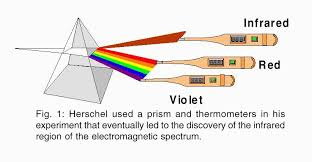 Infrared
Red
Violet
Fig. 1: Herschel used a prism and thermometers in his
experiment that eventually led to the discovery of the infrared
region of the electromagnetic spectrum.